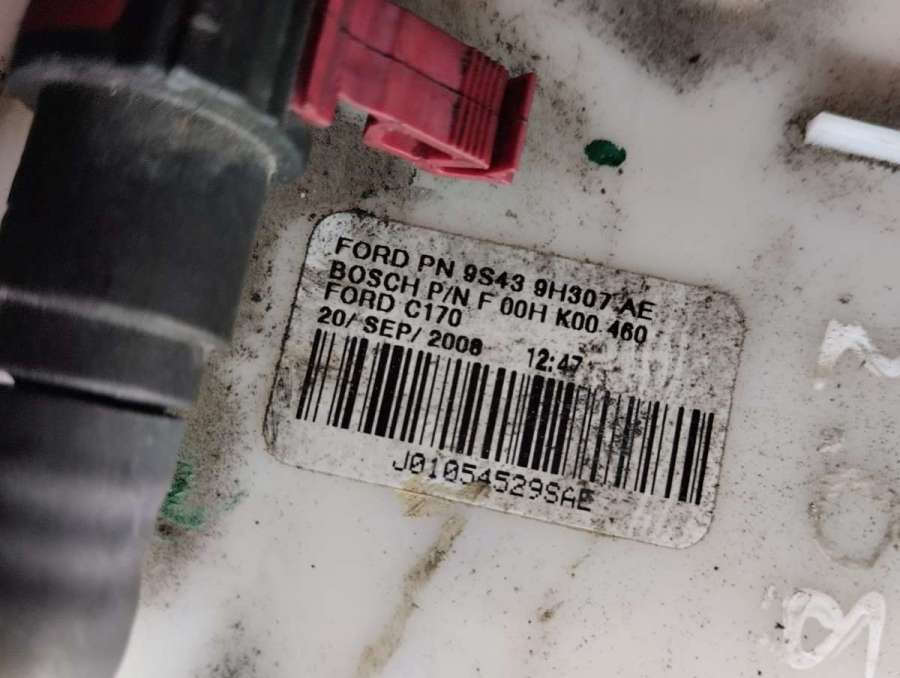 FORD PN 9S43 9H307-AE
BOSCH P/N F 00H K00 460
FORD C170
20/ SEP/ 2008 12:47
J01054529SAE